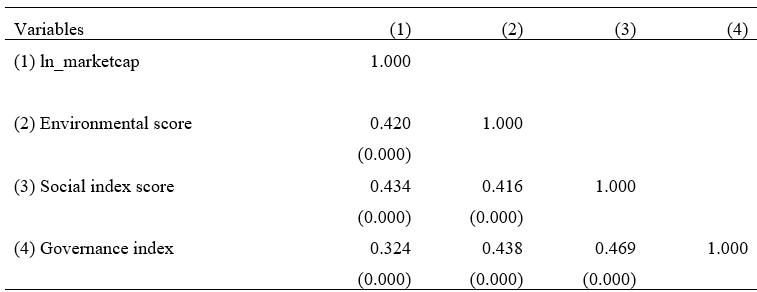 Variables (1) (2) (3) (4)
(1) ln_marketcap 1.000
(2) Environmental score 0.420 1.000
(0.000)
(3) Social index score 0.434 0.416 1.000
(0.000) (0.000)
(4) Governance index 0.324 0.438 0.469 1.000
(0.000) (0.000) (0.000)